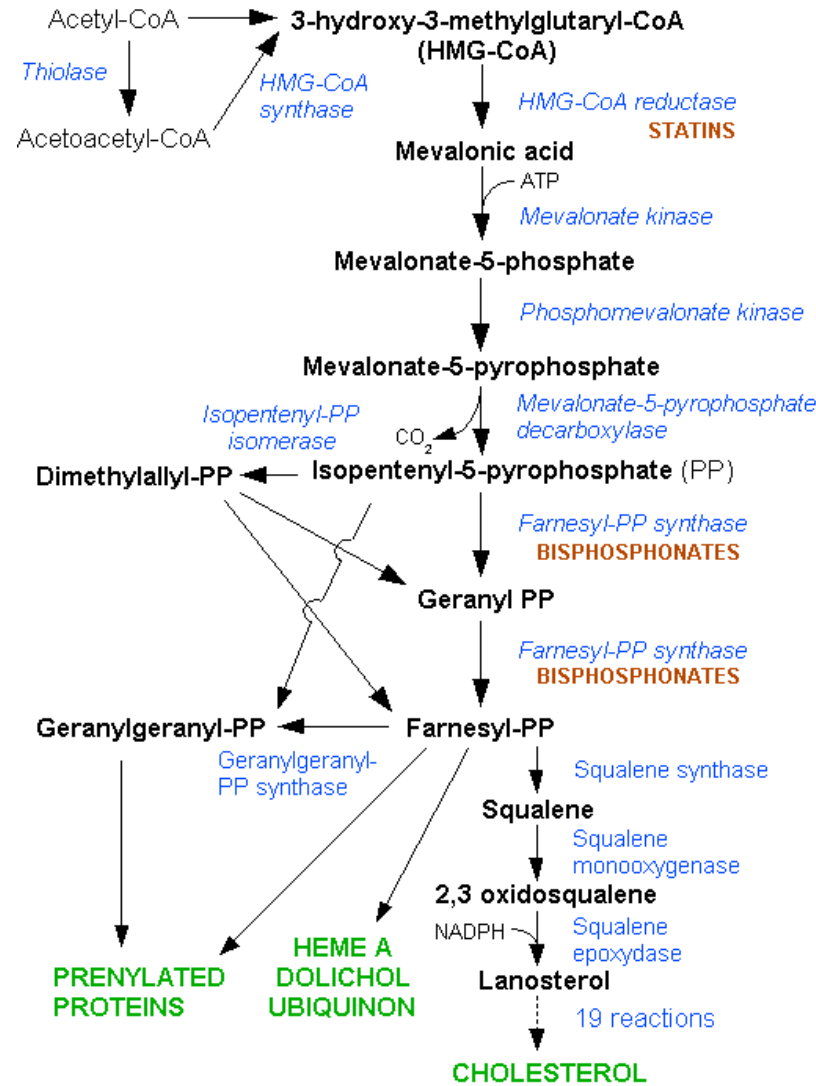 Acetyl-CoA
3-hydroxy-3-methylglutaryl-CoA
(HMG-CoA)
Thiolase
HMG-CoA
synthase
HMG-CoA reductase
STATINS
Acetoacetyl-CoA
Mevalonic acid
ATP
Mevalonate kinase
Mevalonate-5-phosphate
Phosphomevalonate kinase
Mevalonate-5-pyrophosphate
Isopentenyl-PP
isomerase
CO2
Mevalonate-5-pyrophosphate
decarboxylase
Dimethylallyl-PP
Isopentenyl-5-pyrophosphate (PP)
Farnesyl-PP synthase
BISPHOSPHONATES
Geranyl PP
Farnesyl-PP synthase
BISPHOSPHONATES
Geranylgeranyl-PP
Farnesyl-PP
Geranylgeranyl-
PP synthase
Squalene synthase
Squalene
Squalene
monooxygenase
2,3 oxidosqualene
NADPH
Squalene
epoxydase
Lanosterol
PRENYLATED
PROTEINS
HEME A
DOLICHOL
UBIQUINON
19 reactions
CHOLESTEROL